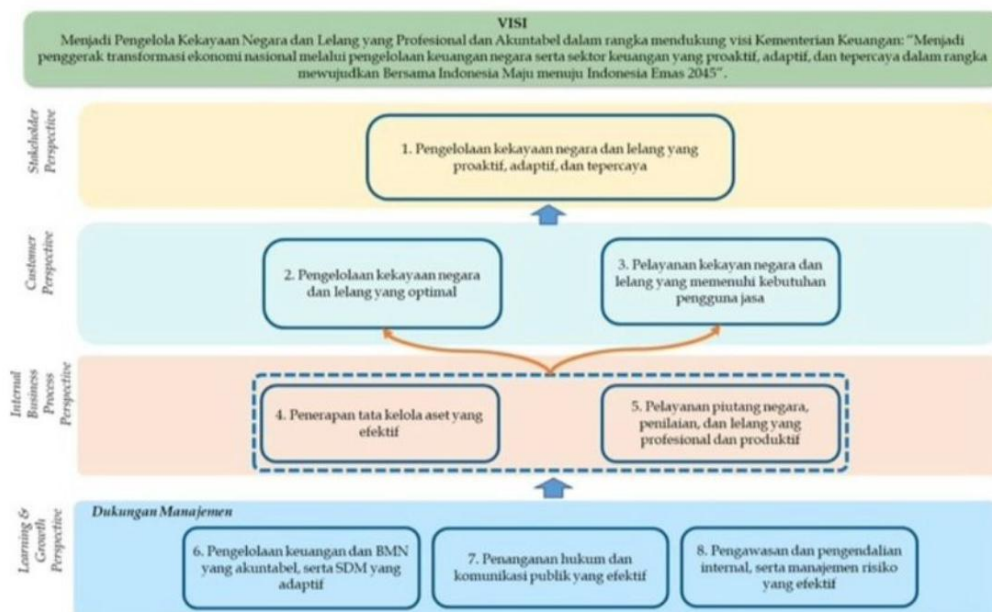 VISI
Menjadi Pengelola Kekayaan Negara dan Lelang yang Profesional dan Akuntabel dalam rangka mendukung visi Kementerian Keuangan: “Menjadi
penggerak transformasi ekonomi nasional melalui pengelolaan keuangan negara serta sektor keuangan yang proaktif, adaptif, dan tepercaya dalam rangka
mewujudkan Bersama Indonesia Maju menuju Indonesia Emas 2045”.
Stakeholder
Perspective
1. Pengelolaan kekayaan negara dan lelang yang
proaktif, adaptif, dan tepercaya
Customer
Perspective
2. Pengelolaan kekayaan negara
dan lelang yang optimal
3. Pelayanan kekayan negara dan
lelang yang memenuhi kebutuhan
pengguna jasa
Internal
Business
Process
Perspective
4. Penerapan tata kelola aset yang
efektif
5. Pelayanan piutang negara,
penilaian, dan lelang yang
profesional dan produktif
Learning &
Growth
Perspective
Dukungan Manajemen
6. Pengelolaan keuangan dan BMN
yang akuntabel, serta SDM yang
adaptif
7. Penanganan hukum dan
komunikasi publik yang efektif
8. Pengawasan dan pengendalian
internal, serta manajemen risiko
yang efektif